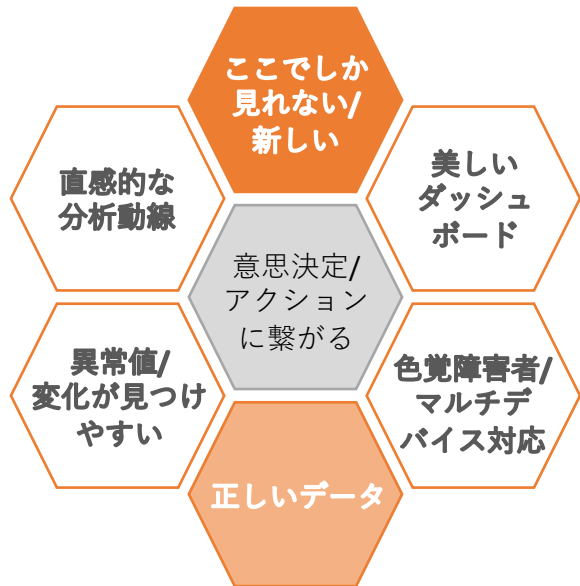 ここでしか
見れない/
新しい
直感的な
分析動線
美しい
ダッシュ
ボード
意思決定/
アクション
に繋がる
異常値/
変化が見つけ
やすい
色覚障害者/
マルチデ
バイス対応
正しいデータ